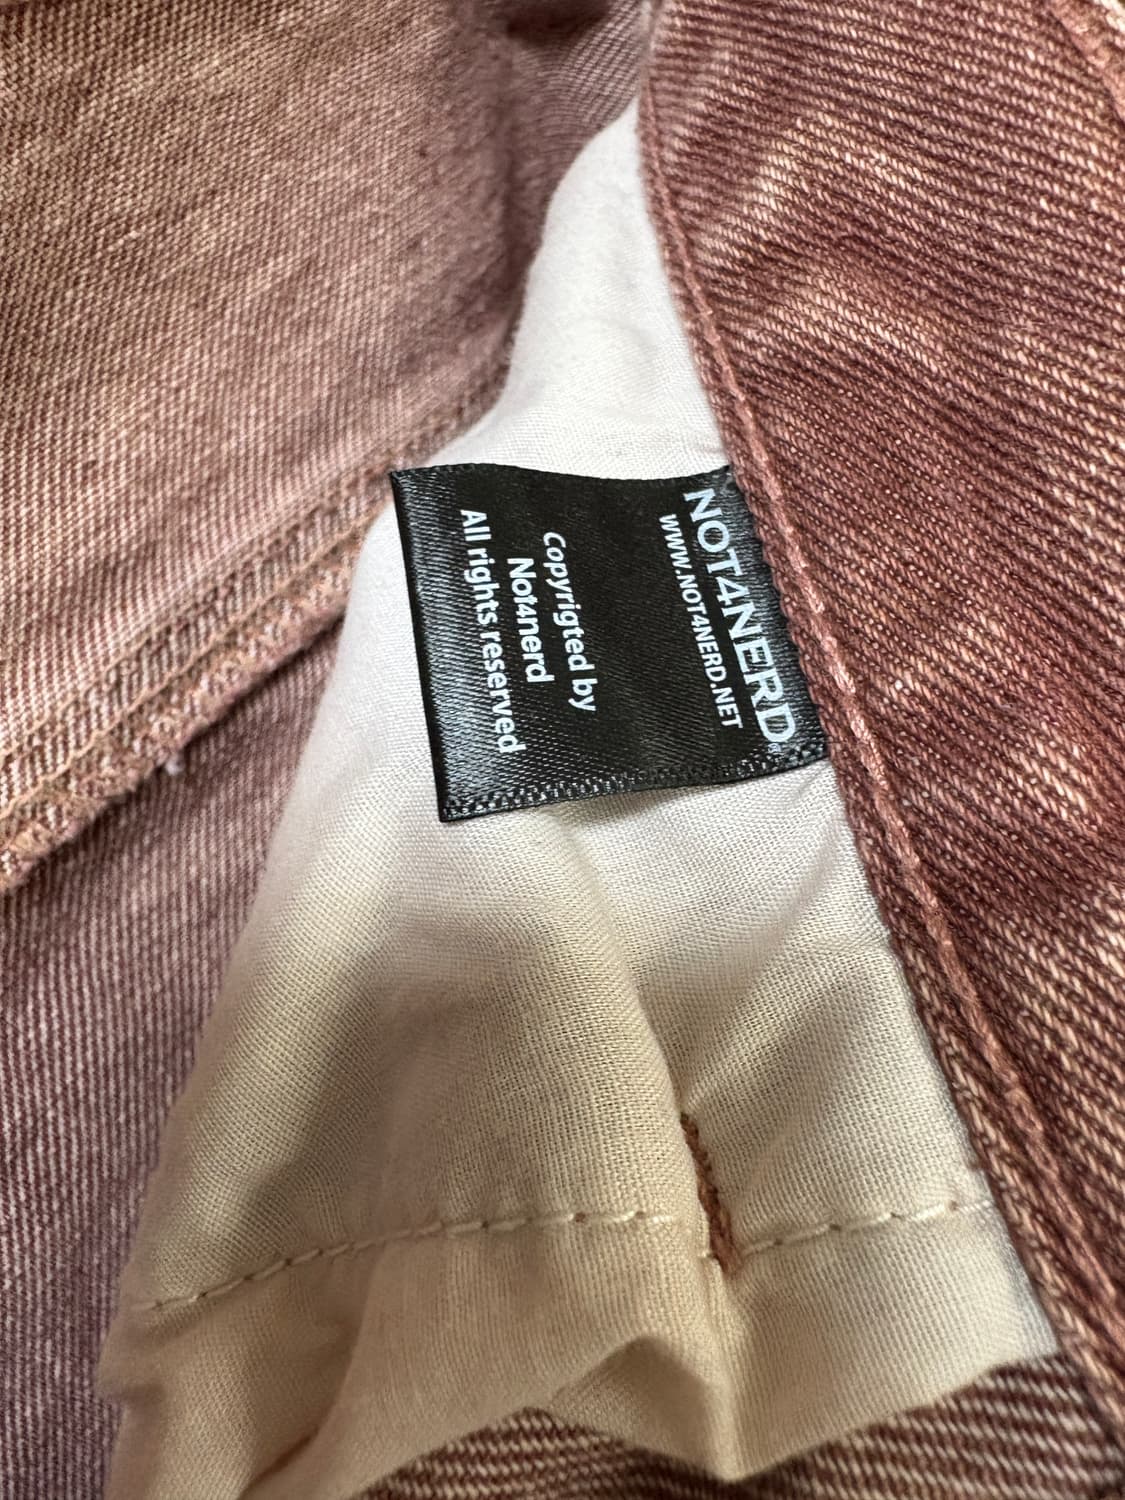 NOT4NERD
WWW.NOT4NERD.NET
Copyrigted by
Not4nerd
All rights reserved